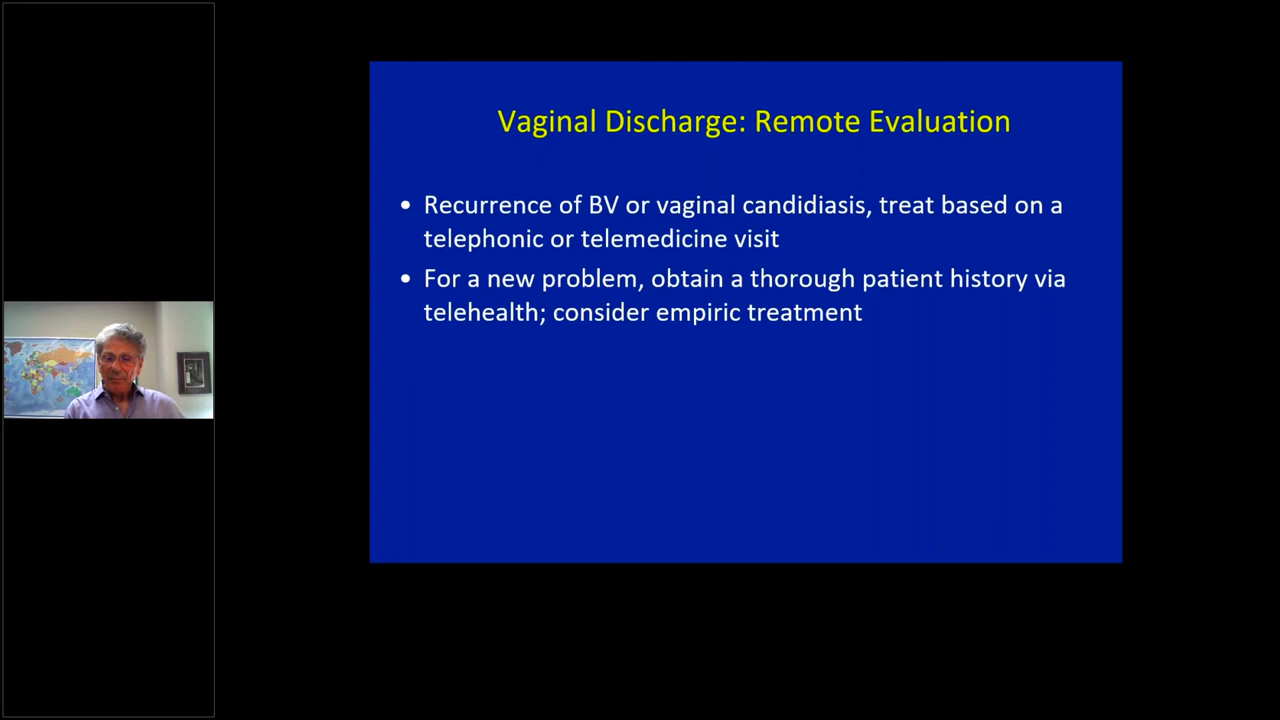 Vaginal Discharge: Remote Evaluation
• Recurrence of BV or vaginal candidiasis, treat based on a
telephonic or telemedicine visit
• For a new problem, obtain a thorough patient history via
telehealth; consider empiric treatment